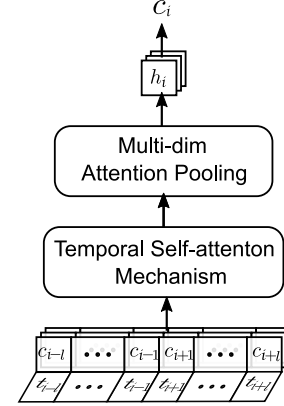 c_i
h_i
Multi-dim
Attention Pooling
Temporal Self-attenton
Mechanism
c_{i-l} ••• c_{i-1} c_{i+1} ••• c_{i+l}
t_{i-l} ••• t_{i-1} t_{i+1} ••• t_{i+l}